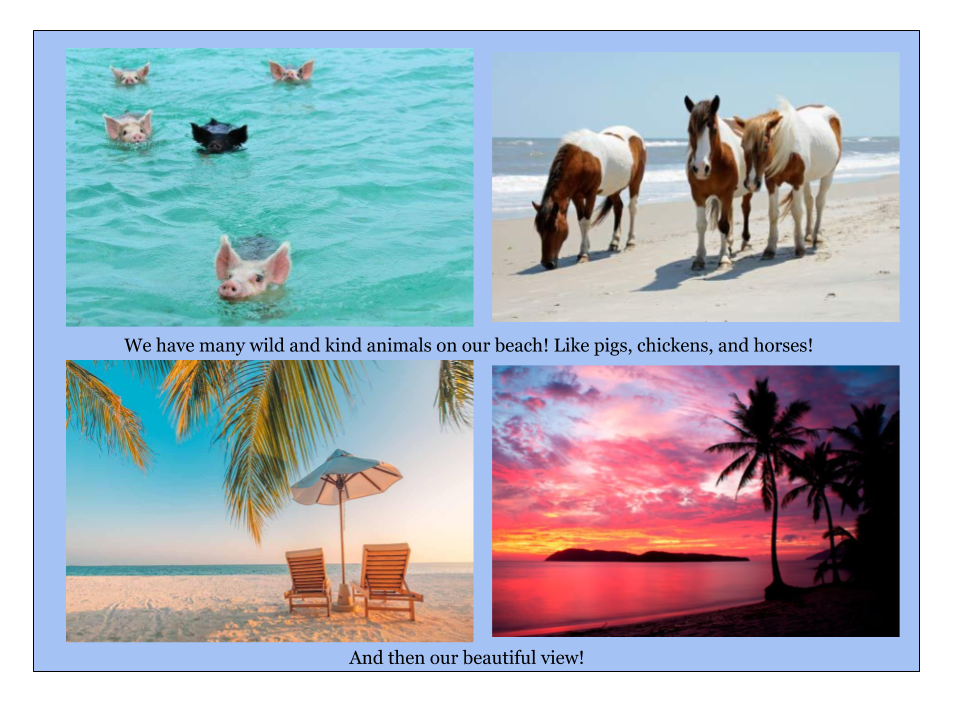 We have many wild and kind animals on our beach! Like pigs, chickens, and horses!
And then our beautiful view!